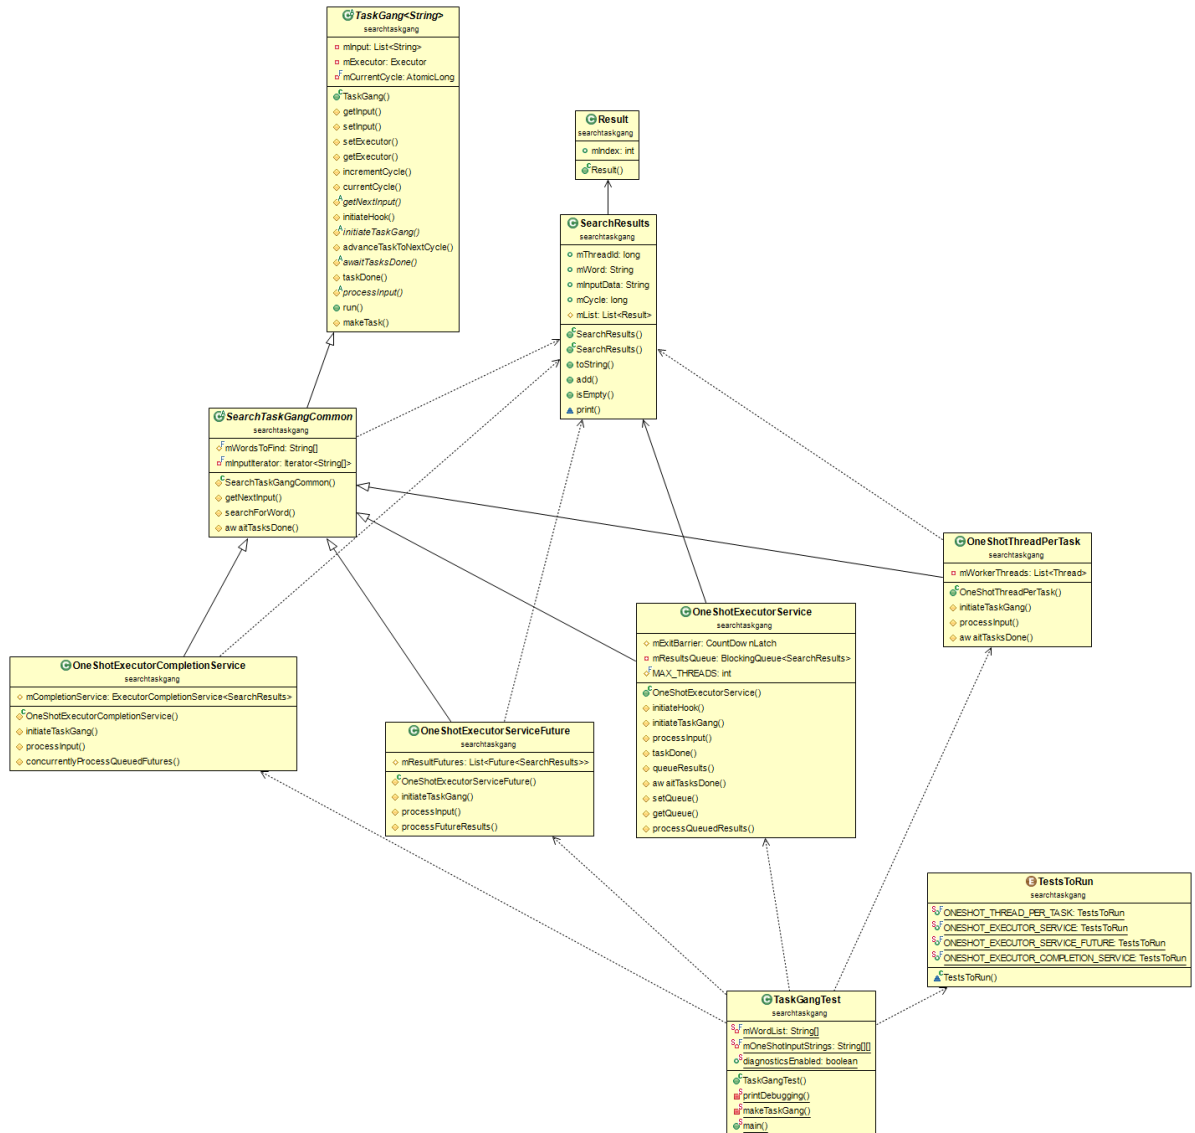 TaskGang<String>
searchtaskgang
mInput: List<String>
mExecutor: Executor
mCurrentCycle: AtomicLong
TaskGang()
getInput()
setInput()
setExecutor()
getExecutor()
incrementCycle()
currentCycle()
getNextInput()
initiateHook()
initiateTaskGang()
advanceTaskToNextCycle()
awaitTasksDone()
taskDone()
processInput()
run()
makeTask()
Result
searchtaskgang
mIndex: int
Result()
SearchResults
searchtaskgang
mThreadId: long
mWord: String
mInputData: String
mCycle: long
mList: List<Result>
SearchResults()
SearchResults()
toString()
add()
isEmpty()
print()
SearchTaskGangCommon
searchtaskgang
mWordsToFind: String[]
mInputIterator: Iterator<String[]>
SearchTaskGangCommon()
getNextInput()
searchForWord()
awaitTasksDone()
OneShotThreadPerTask
searchtaskgang
mWorkerThreads: List<Thread>
OneShotThreadPerTask()
initiateTaskGang()
processInput()
awaitTasksDone()
OneShotExecutorService
searchtaskgang
mExitBarrier: CountDownLatch
mResultsQueue: BlockingQueue<SearchResults>
MAX_THREADS: int
OneShotExecutorService()
initiateHook()
initiateTaskGang()
processInput()
taskDone()
queueResults()
awaitTasksDone()
setQueue()
getQueue()
processQueuedResults()
OneShotExecutorCompletionService
searchtaskgang
mCompletionService: ExecutorCompletionService<SearchResults>
OneShotExecutorCompletionService()
initiateTaskGang()
processInput()
concurrentlyProcessQueuedFutures()
OneShotExecutorServiceFuture
searchtaskgang
mResultFutures: List<Future<SearchResults>>
OneShotExecutorServiceFuture()
initiateTaskGang()
processInput()
processFutureResults()
TestsToRun
searchtaskgang
ONESHOT_THREAD_PER_TASK: TestsToRun
ONESHOT_EXECUTOR_SERVICE: TestsToRun
ONESHOT_EXECUTOR_SERVICE_FUTURE: TestsToRun
ONESHOT_EXECUTOR_COMPLETION_SERVICE: TestsToRun
TestsToRun()
TaskGangTest
searchtaskgang
mWordList: String[]
mOneShotInputStrings: String[][]
diagnosticsEnabled: boolean
TaskGangTest()
printDebugging()
makeTaskGang()
main()